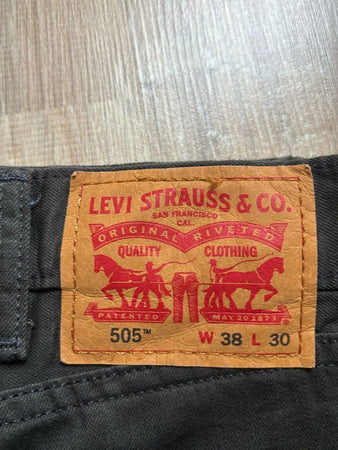 LEVI STRAUSS & CO.
SAN FRANCISCO
CAL.
ORIGINAL RIVETED
QUALITY CLOTHING
PATENTED MAY 20 1873
505™ W 38 L 30